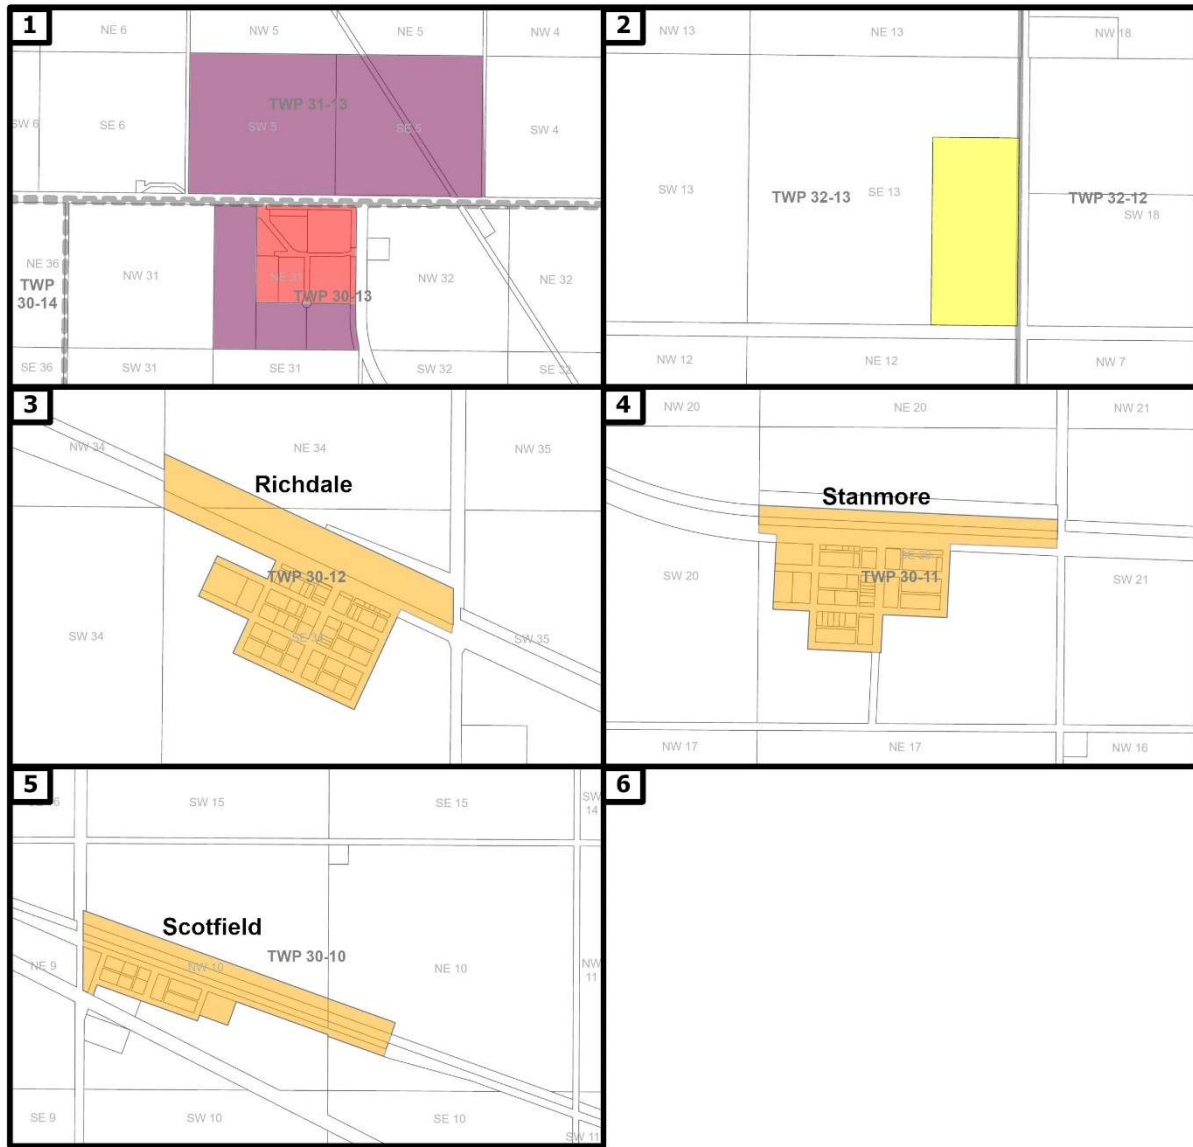 1
NE 6
NW 5
NE 5
NW 4
TWP 31-13
SW 6
SE 6
SW 5
SE 5
SW 4
NE 36
NW 31
NE 31
NW 32
NE 32
TWP
30-14
TWP 30-13
SE 36
SW 31
SE 31
SW 32
SE 32
2
NW 13
NE 13
NW 18
SW 13
SE 13
TWP 32-13
TWP 32-12
SW 18
NW 12
NE 12
NW 7
3
NW 34
NE 34
NW 35
Richdale
TWP 30-12
SW 34
SE 34
SW 35
4
NW 20
NE 20
NW 21
Stanmore
SE 20
SW 20
TWP 30-11
SW 21
NW 17
NE 17
NW 16
5
SW 15
SE 15
SW
14
Scotfield
TWP 30-10
NE 9
NW 10
NE 10
NW
11
SE 9
SW 10
SE 10
SW 11
6